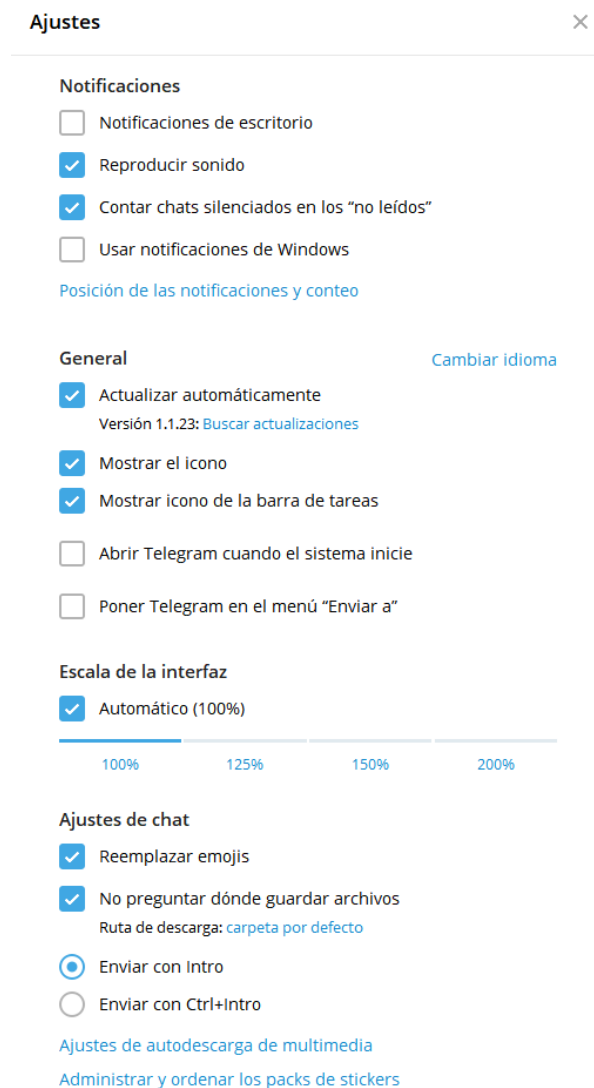 Ajustes
Notificaciones
Notificaciones de escritorio
Reproducir sonido
Contar chats silenciados en los “no leídos”
Usar notificaciones de Windows
Posición de las notificaciones y conteo
General
Cambiar idioma
Actualizar automáticamente
Versión 1.1.23: Buscar actualizaciones
Mostrar el icono
Mostrar icono de la barra de tareas
Abrir Telegram cuando el sistema inicie
Poner Telegram en el menú “Enviar a”
Escala de la interfaz
Automático (100%)
100% 125% 150% 200%
Ajustes de chat
Reemplazar emojis
No preguntar dónde guardar archivos
Ruta de descarga: carpeta por defecto
Enviar con Intro
Enviar con Ctrl+Intro
Ajustes de autodescarga de multimedia
Administrar y ordenar los packs de stickers